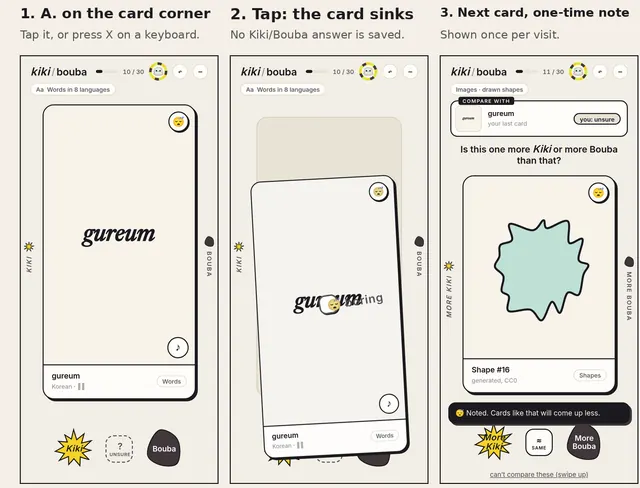 1. A. on the card corner
Tap it, or press X on a keyboard.
kiki/bouba
10 / 30
Aa Words in 8 languages
gureum
KIKI
BOUBA
gureum
Korean ·
Words
Kiki
?
UNSURE
Bouba
2. Tap: the card sinks
No Kiki/Bouba answer is saved.
kiki/bouba
10 / 30
Aa Words in 8 languages
KIKI
BOUBA
gureum
gureum
Korean ·
Words
3. Next card, one-time note
Shown once per visit.
kiki/bouba
11 / 30
Images · drawn shapes
COMPARE WITH
gureum
gureum
your last card
you: unsure
Is this one more Kiki or more Bouba
than that?
MORE KIKI
MORE BOUBA
Shape #16
generated, CC0
Shapes
Noted. Cards like that will come up less.
More
Kiki
≈
SAME
More
Bouba
can't compare these (swipe up)